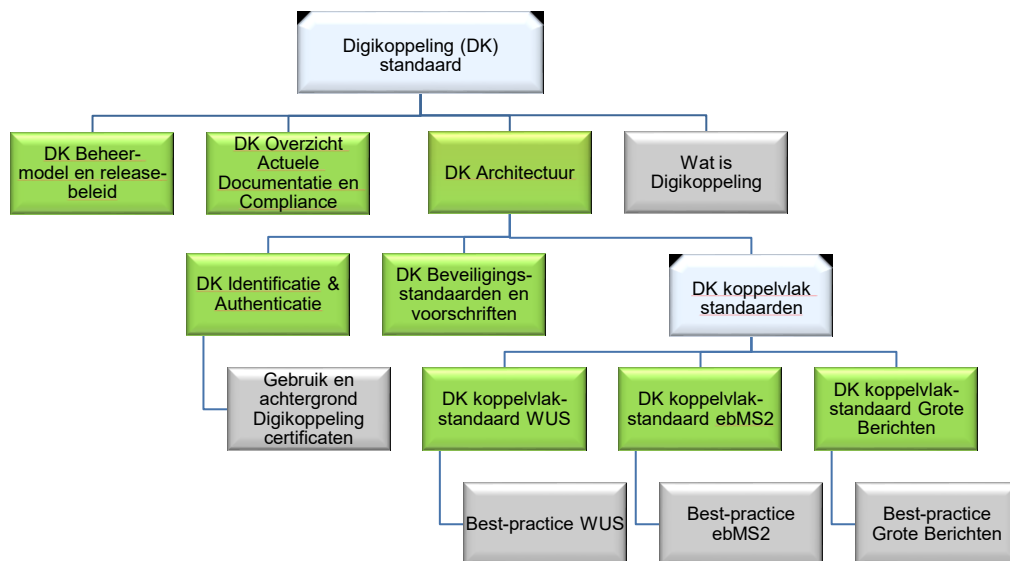 Digikoppeling (DK)
standaard
DK Beheer-
model en release-
beleid
DK Overzicht
Actuele
Documentatie en
Compliance
DK Architectuur
Wat is
Digikoppeling
DK Identificatie &
Authenticatie
DK Beveiligings-
standaarden en
voorschriften
DK koppelvlak
standaarden
Gebruik en
achtergrond
Digikoppeling
certificaten
DK koppelvlak-
standaard WUS
DK koppelvlak-
standaard ebMS2
DK koppelvlak-
standaard Grote
Berichten
Best-practice WUS
Best-practice
ebMS2
Best-practice
Grote Berichten